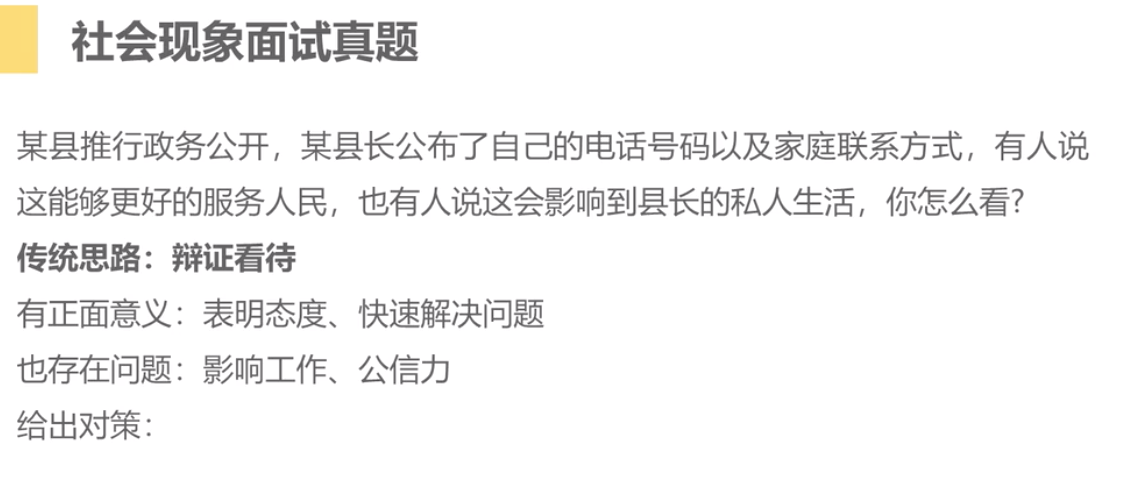 社会现象面试真题
某县推行政务公开，某县长公布了自己的电话号码以及家庭联系方式，有人说
这能够更好的服务人民，也有人说这会影响到县长的私人生活，你怎么看？
传统思路：辩证看待
有正面意义：表明态度、快速解决问题
也存在问题：影响工作、公信力
给出对策：